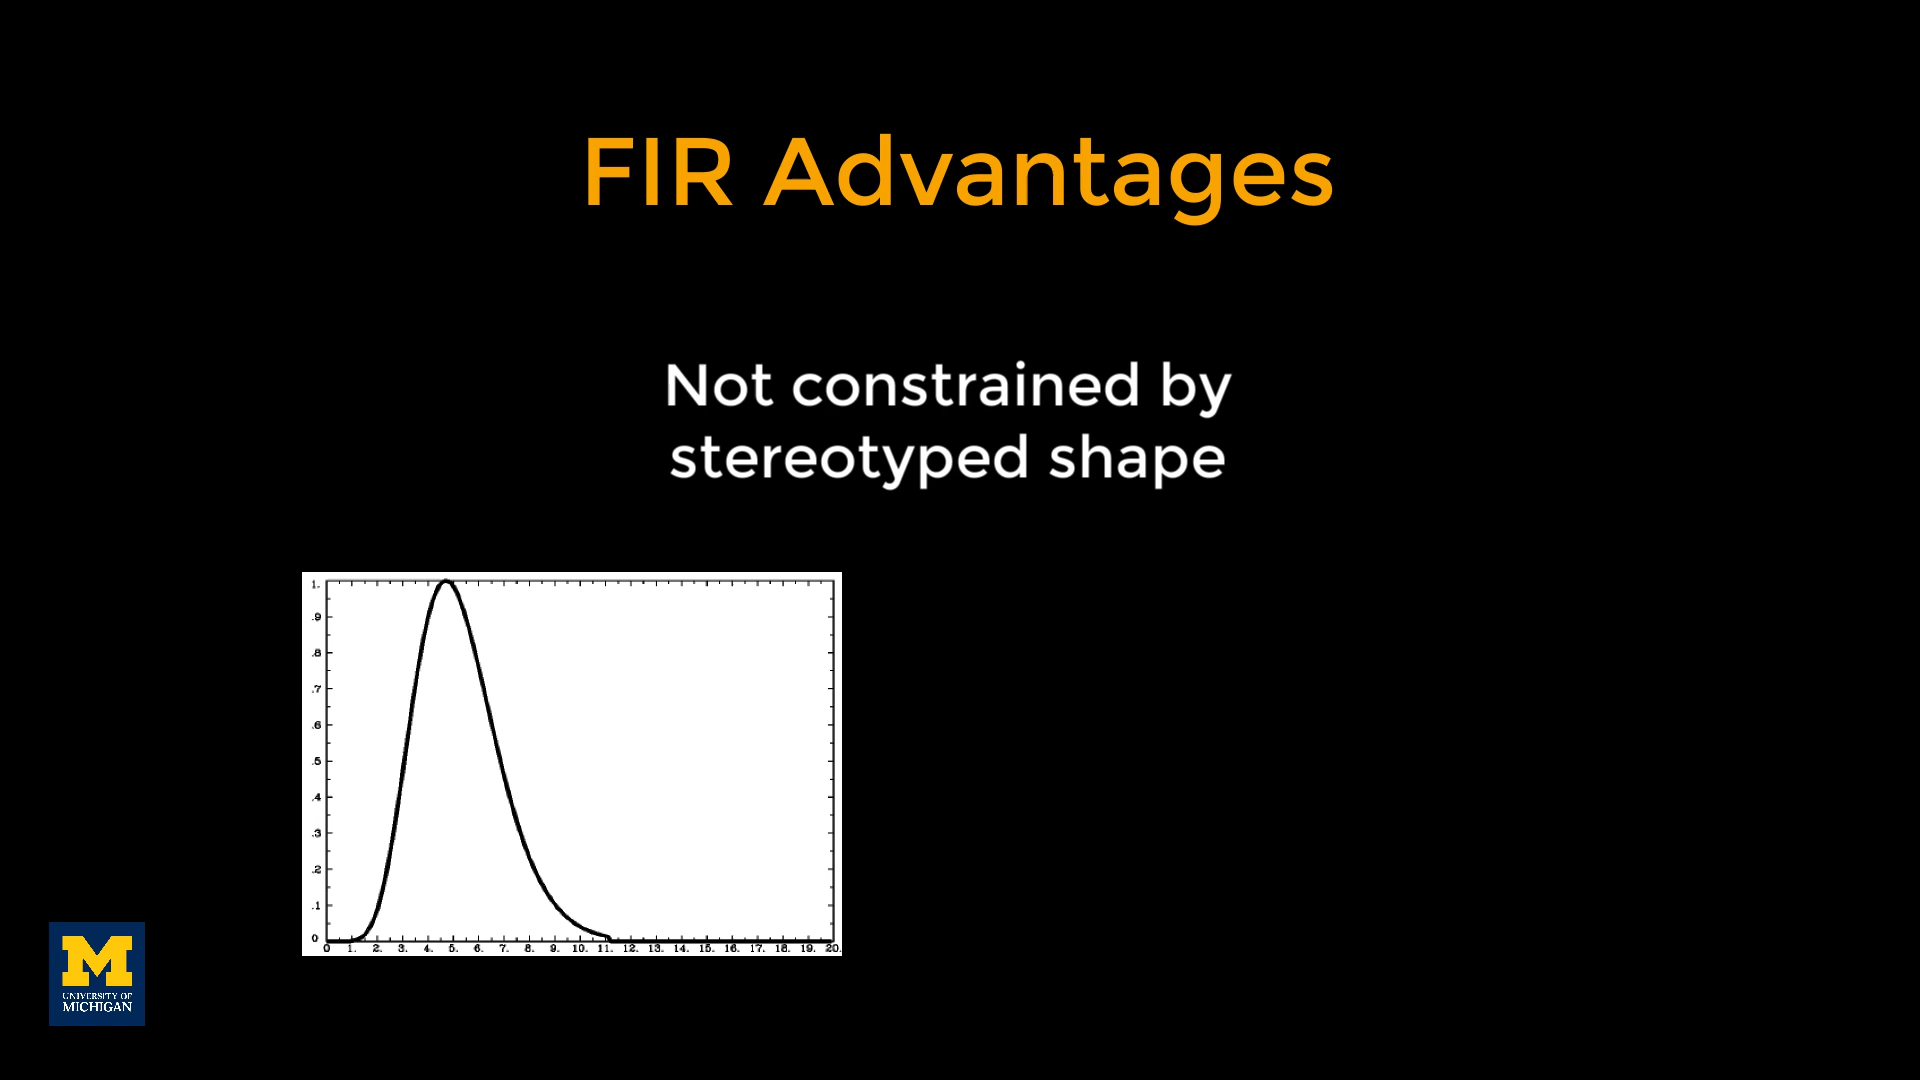 FIR Advantages
Not constrained by
stereotyped shape
1.
.9
.8
.7
.6
.5
.4
.3
.2
.1
0
0 1. 2. 3. 4. 5. 6. 7. 8. 9. 10. 11. 12. 13. 14. 15. 16. 17. 18. 19. 20.
M
UNIVERSITY OF
MICHIGAN